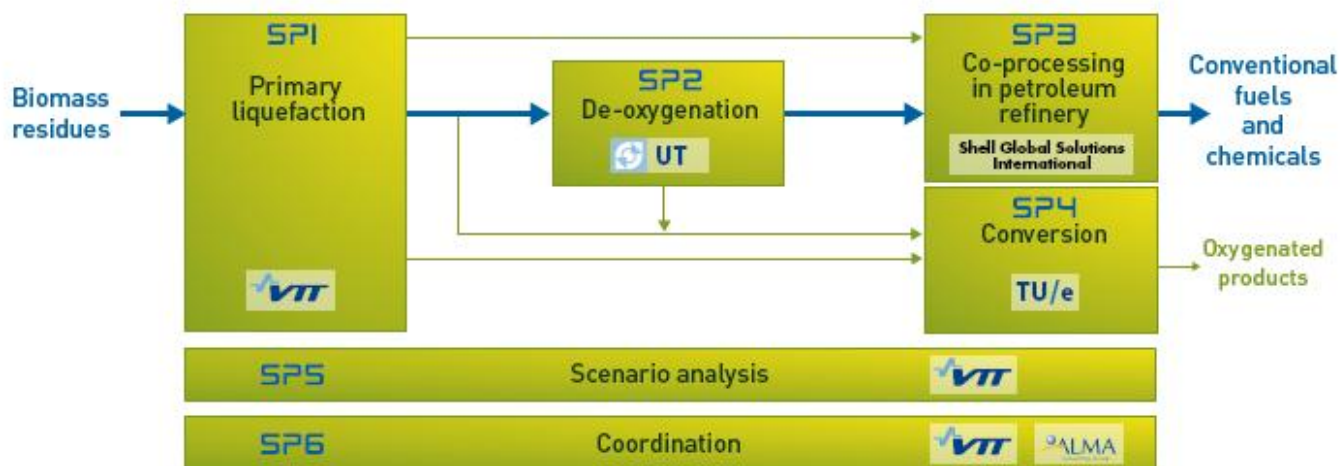 Biomass
residues
SP1
Primary
liquefaction
VTT
SP2
De-oxygenation
UT
SP3
Co-processing
in petroleum
refinery
Shell Global Solutions
International
Conventional
fuels
and
chemicals
SP4
Conversion
TU/e
Oxygenated
products
SP5 Scenario analysis VTT
SP6 Coordination VTT ALMA